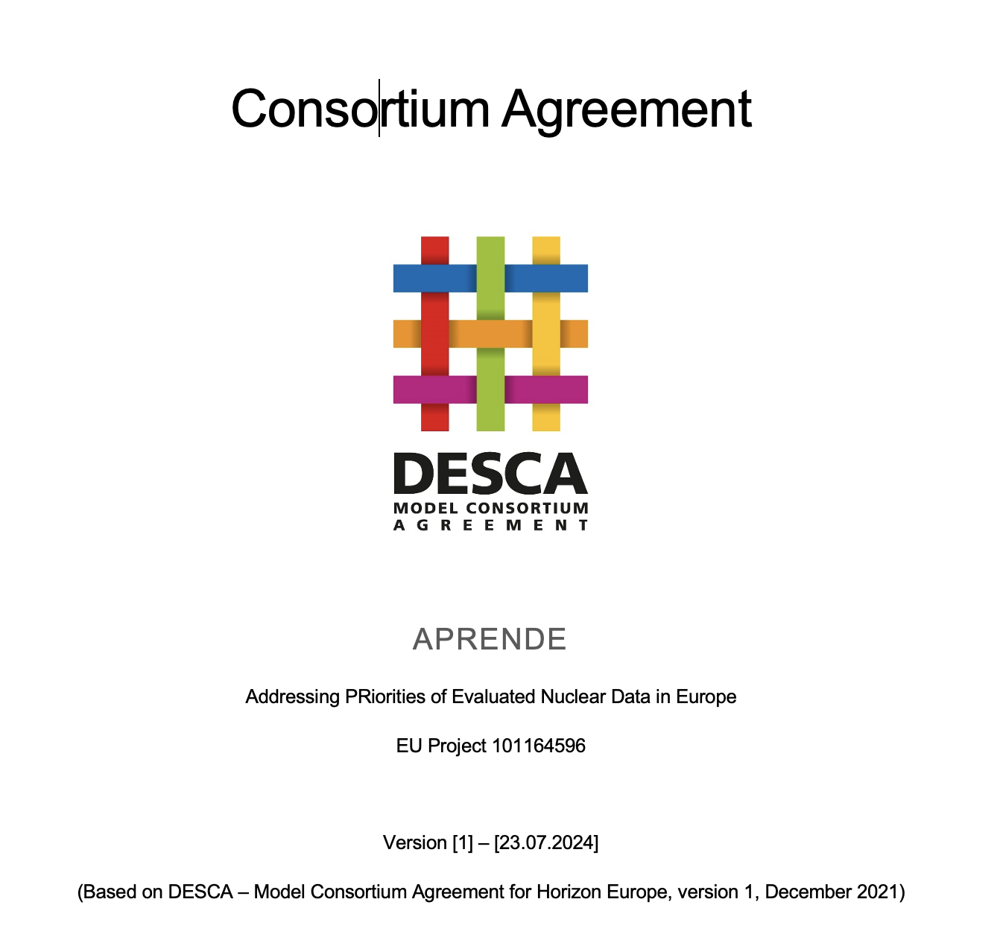 Consortium Agreement
DESCA
MODEL CONSORTIUM
AGREEMENT
APRENDE
Addressing PRiorities of Evaluated Nuclear Data in Europe
EU Project 101164596
Version [1] – [23.07.2024]
(Based on DESCA – Model Consortium Agreement for Horizon Europe, version 1, December 2021)